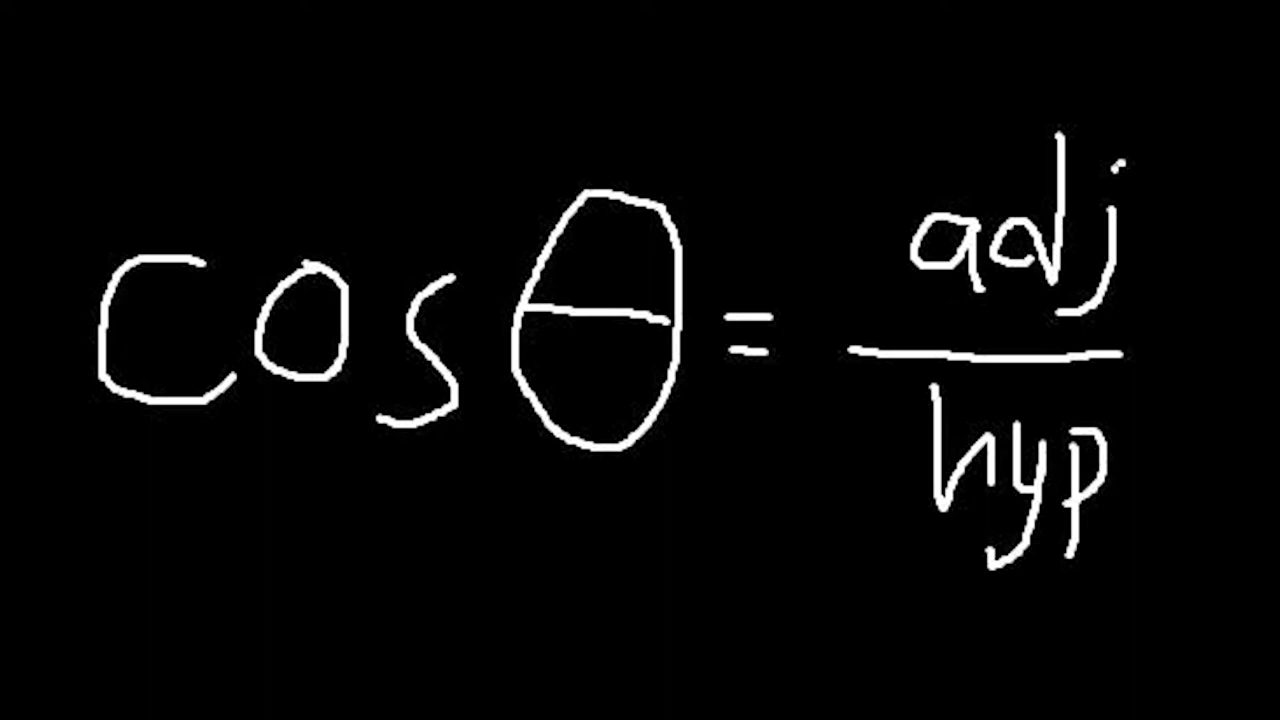 cos θ = adj
hyp